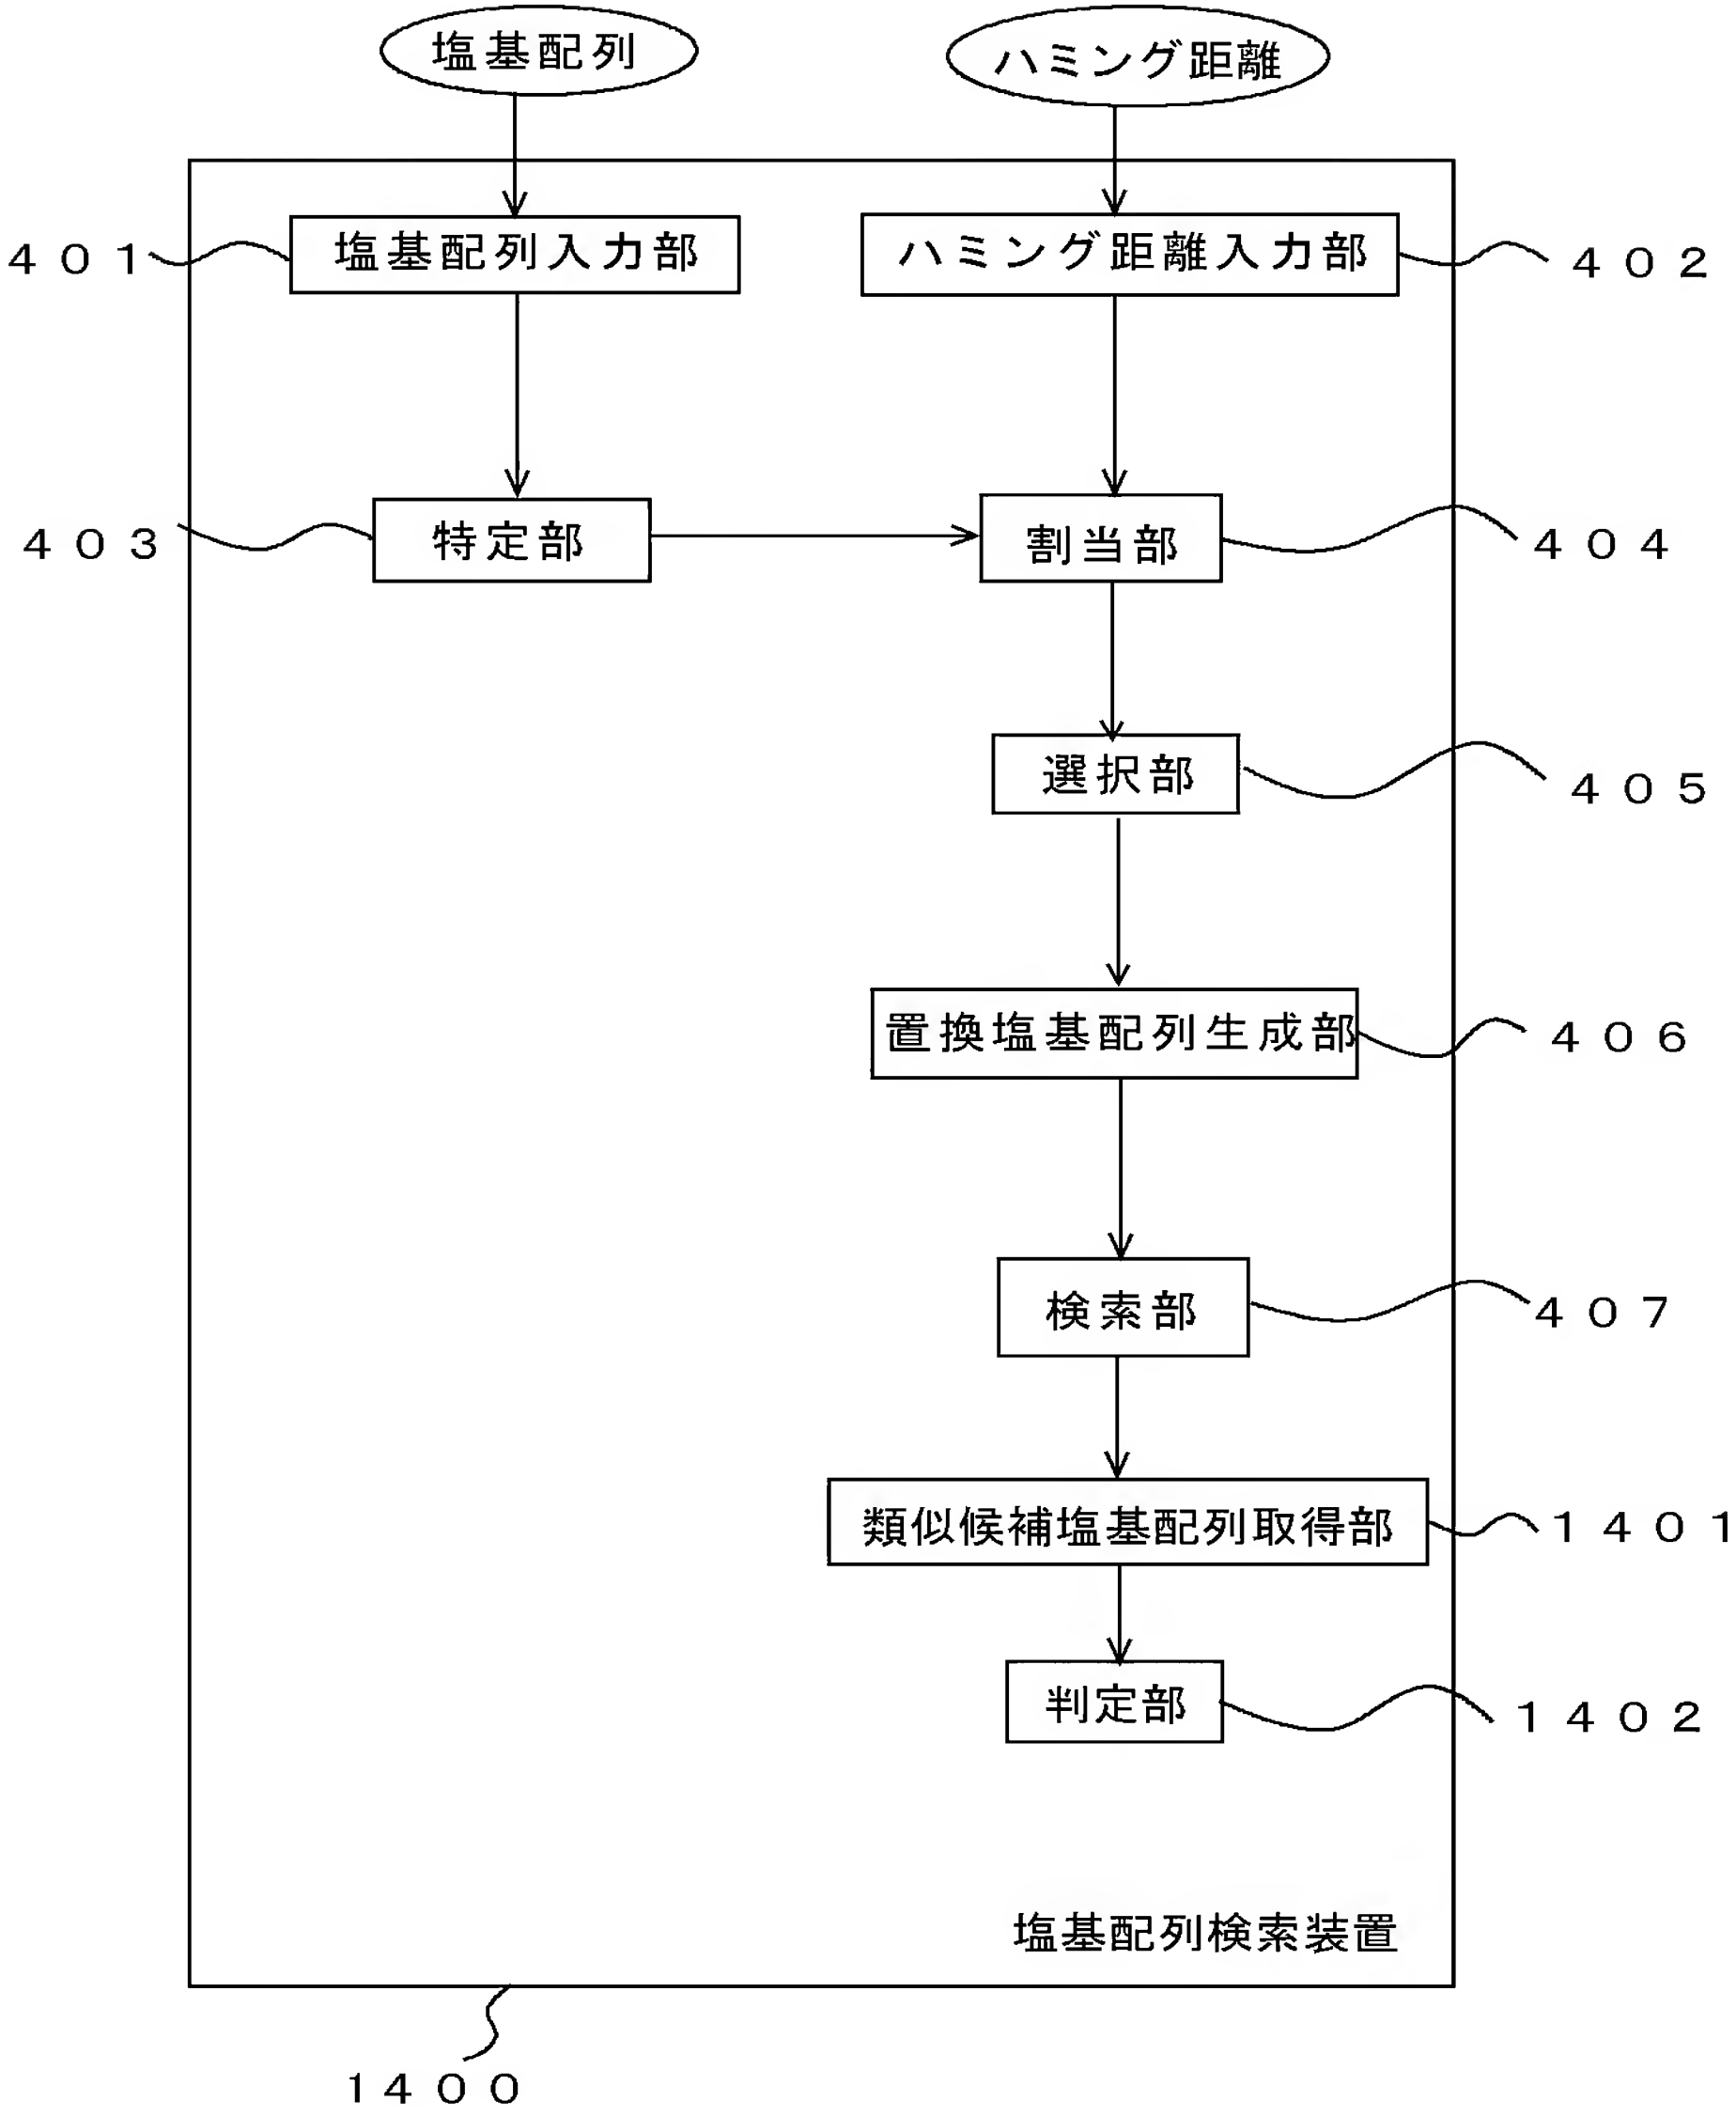 塩基配列
ハミング距離
401
塩基配列入力部
ハミング距離入力部
402
403
特定部
割当部
404
選択部
405
置換塩基配列生成部
406
検索部
407
類似候補塩基配列取得部
1401
判定部
1402
塩基配列検索装置
1400